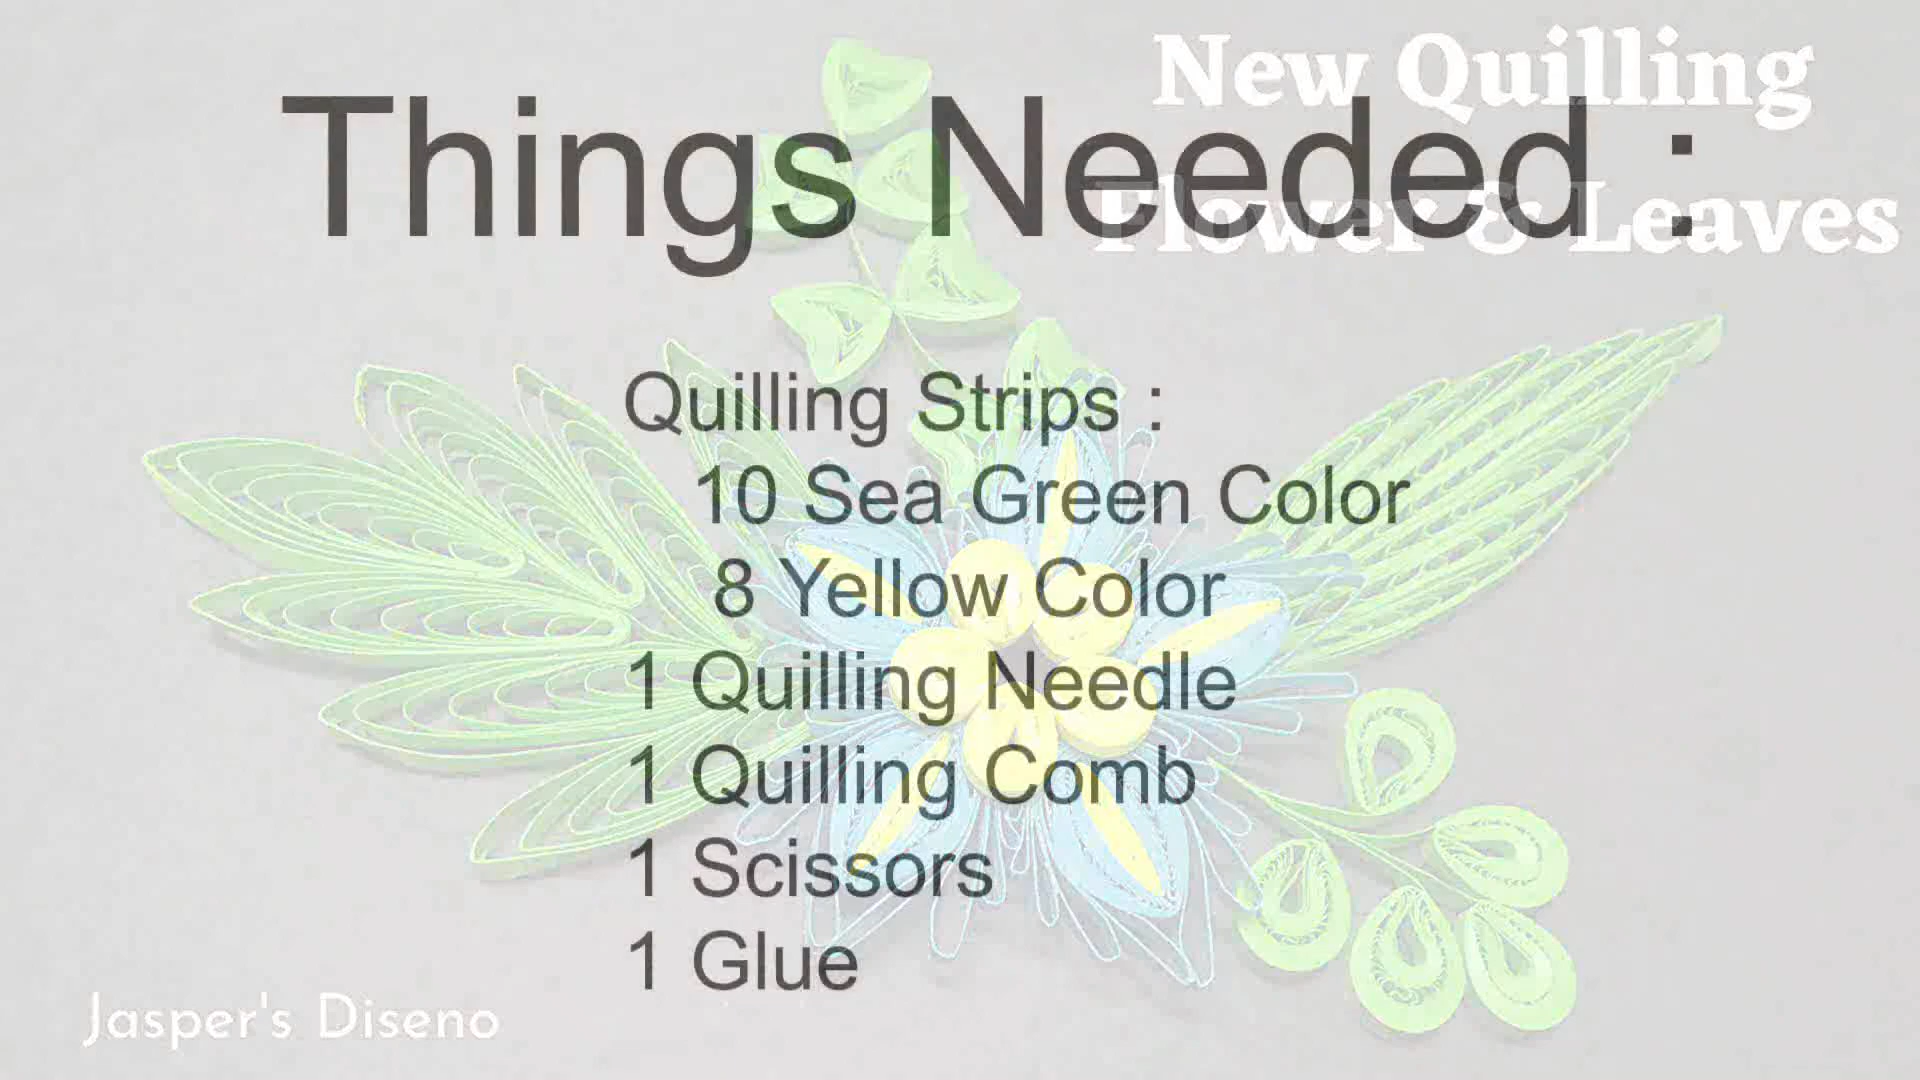 New Quilling
Things Needed :
Flower & Leaves
Quilling Strips :
10 Sea Green Color
8 Yellow Color
1 Quilling Needle
1 Quilling Comb
1 Scissors
1 Glue
Jasper's Diseno